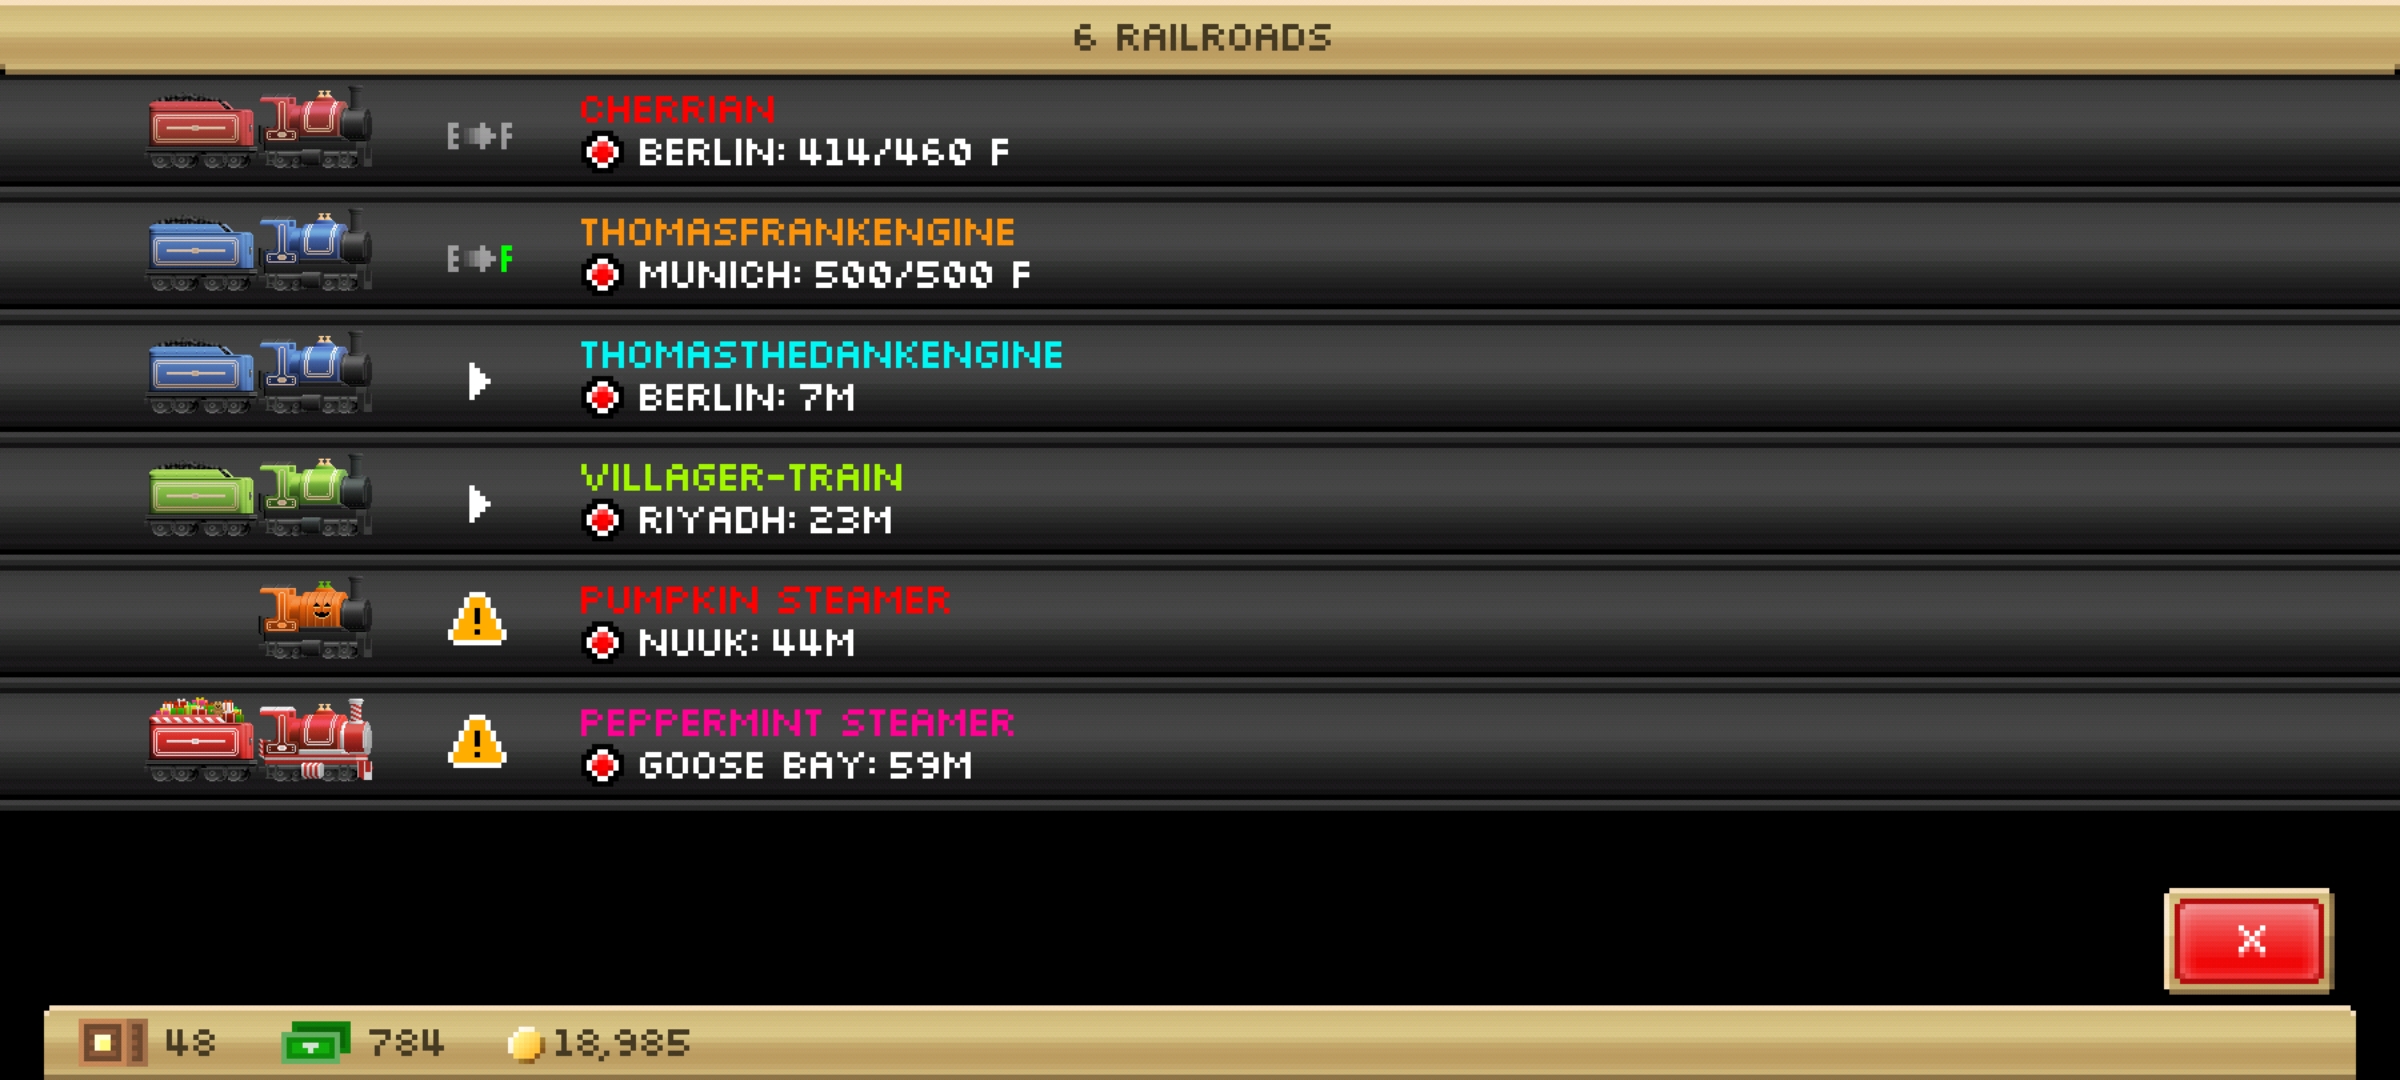 6 RAILROADS
E F
CHERRIAN
BERLIN: 414/460 F
E F
THOMASFRANKENGINE
MUNICH: 500/500 F
THOMASTHEDANKENGINE
BERLIN: 7M
VILLAGER-TRAIN
RIYADH: 23M
!
PUMPKIN STEAMER
NUUK: 44M
!
PEPPERMINT STEAMER
GOOSE BAY: 59M
X
48 784 18,985